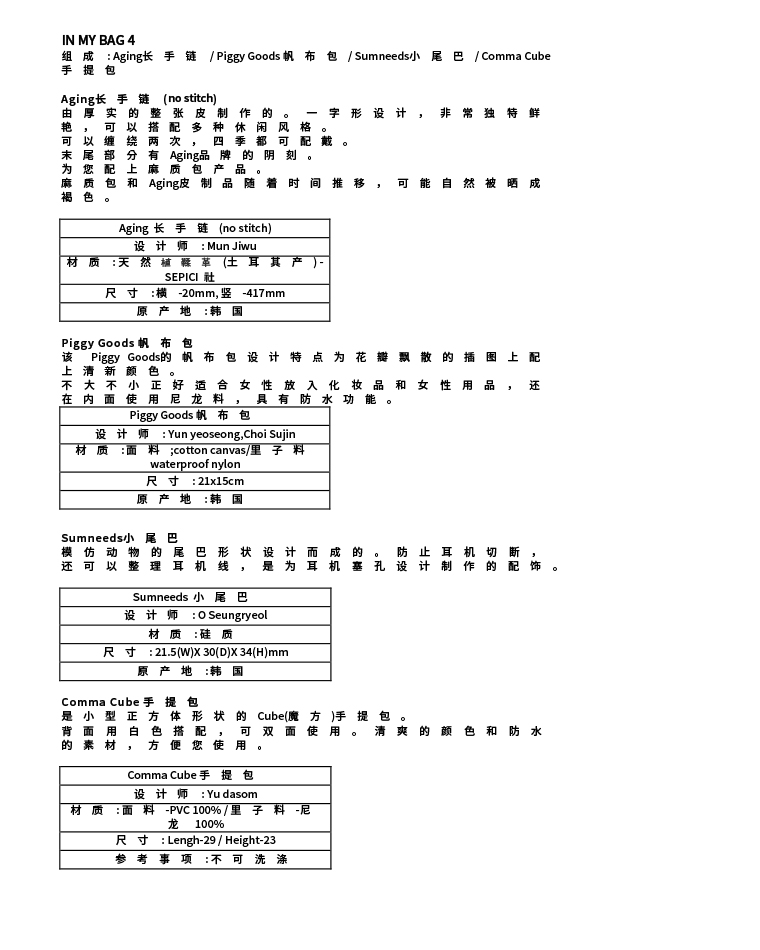 IN MY BAG 4
组成 : Aging长手链 / Piggy Goods 帆布包 / Sumneeds小尾巴 / Comma Cube
手提包
Aging长手链 (no stitch)
由厚实的整张皮制作的。一字形设计，非常独特鲜
艳，可以搭配多种休闲风格。
可以缠绕两次，四季都可配戴。
末尾部分有Aging品牌的阴刻。
为您配上麻质包产品。
麻质包和Aging皮制品随着时间推移，可能自然被晒成
褐色。
Aging 长手链 (no stitch)
设计师 : Mun Jiwu
材质 : 天然植鞣革 (土耳其产) -
SEPICI 社
尺寸 : 横 -20mm, 竖 -417mm
原产地 : 韩国
Piggy Goods 帆布包
该 Piggy Goods的帆布包设计特点为花瓣飘散的插图上配
上清新颜色。
不大不小正好适合女性放入化妆品和女性用品，还
在内面使用尼龙料，具有防水功能。
Piggy Goods 帆布包
设计师 : Yun yeoseong,Choi Sujin
材质 : 面料 ;cotton canvas/里子料
waterproof nylon
尺寸 : 21x15cm
原产地 : 韩国
Sumneeds小尾巴
模仿动物的尾巴形状设计而成的。防止耳机切断，
还可以整理耳机线，是为耳机塞孔设计制作的配饰。
Sumneeds 小尾巴
设计师 : O Seungryeol
材质 : 硅质
尺寸 : 21.5(W)X 30(D)X 34(H)mm
原产地 : 韩国
Comma Cube 手提包
是小型正方体形状的 Cube(魔方)手提包。
背面用白色搭配，可双面使用。清爽的颜色和防水
的素材，方便您使用。
Comma Cube 手提包
设计师 : Yu dasom
材质 : 面料 -PVC 100% / 里子料 -尼
龙 100%
尺寸 : Lengh-29 / Height-23
参考事项 : 不可洗涤